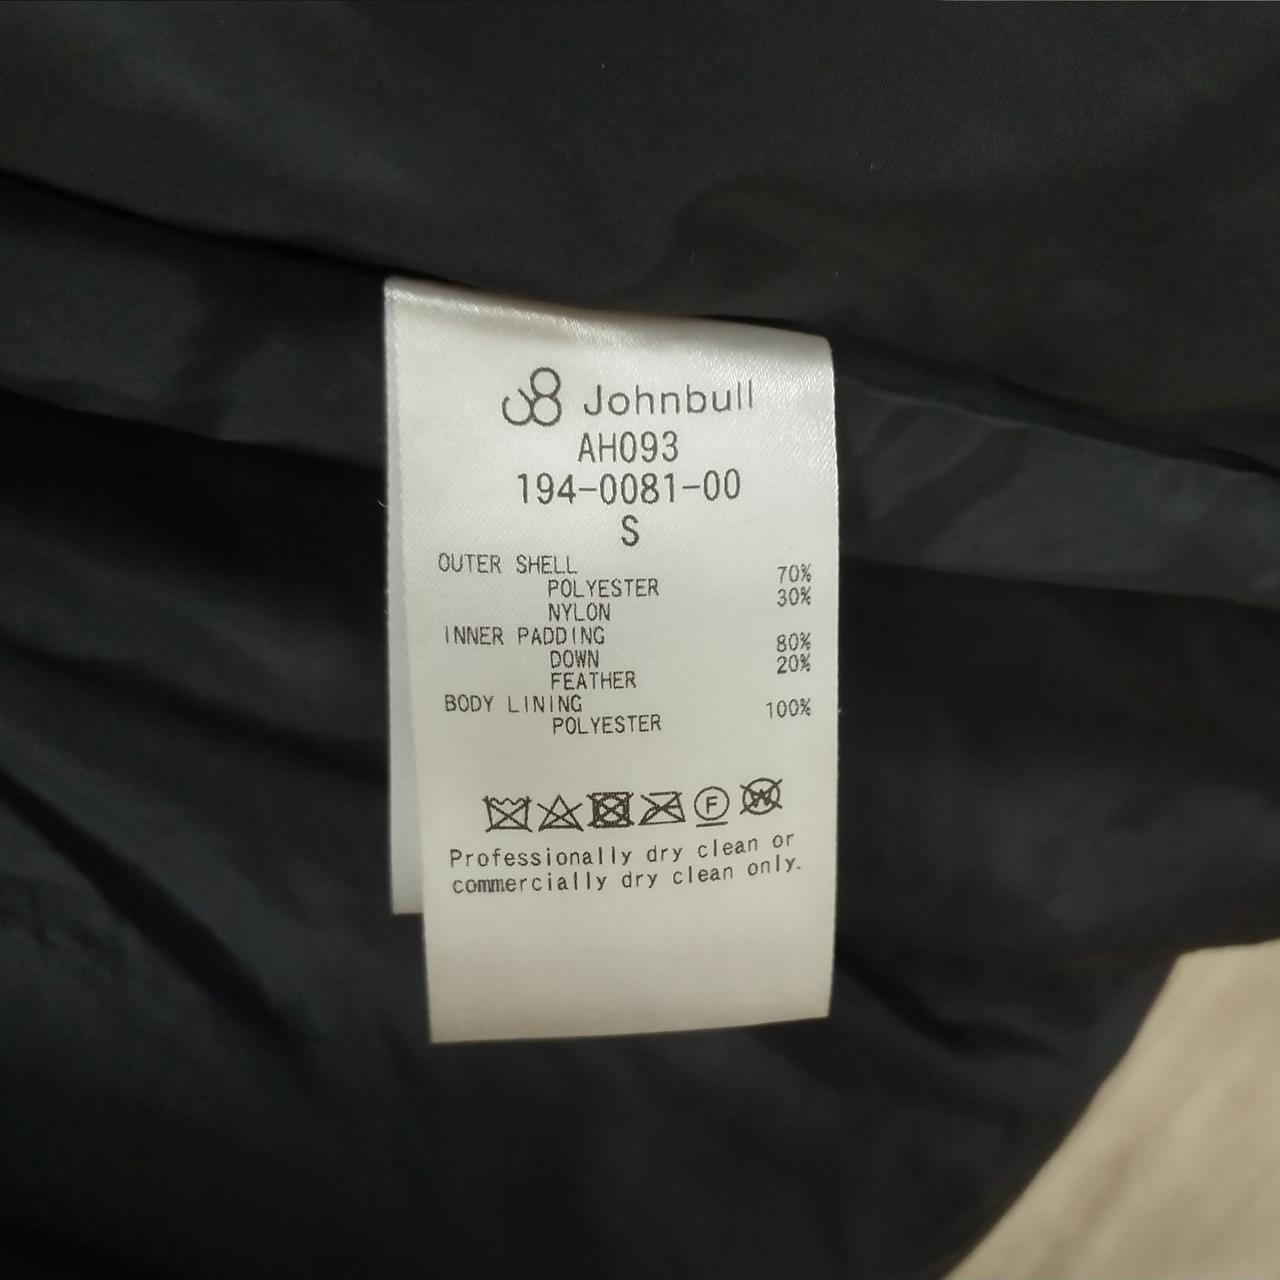 Johnbull
AH093
194-0081-00
S
OUTER SHELL
POLYESTER 70%
NYLON 30%
INNER PADDING
DOWN 80%
FEATHER 20%
BODY LINING
POLYESTER 100%
F W
Professionally dry clean or
commercially dry clean only.